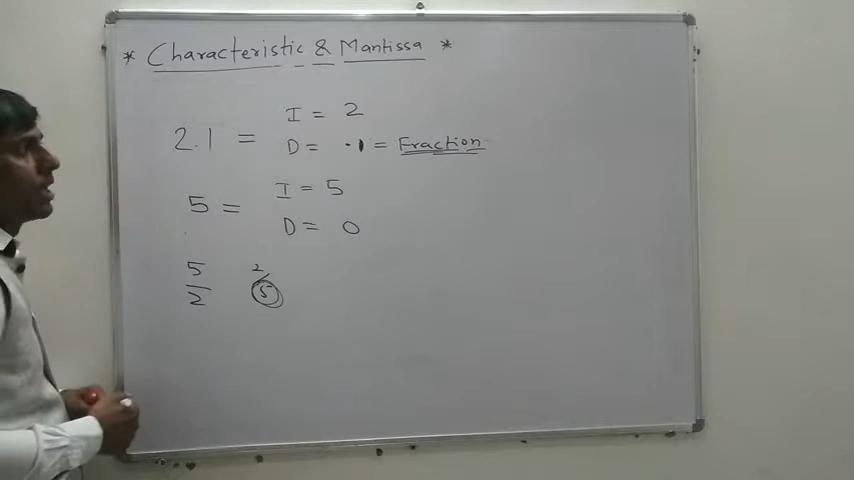 * Characteristic & Mantissa *
I = 2
2.1 =
D = .1 = Fraction
I = 5
5 =
D = 0
5/2 2/5